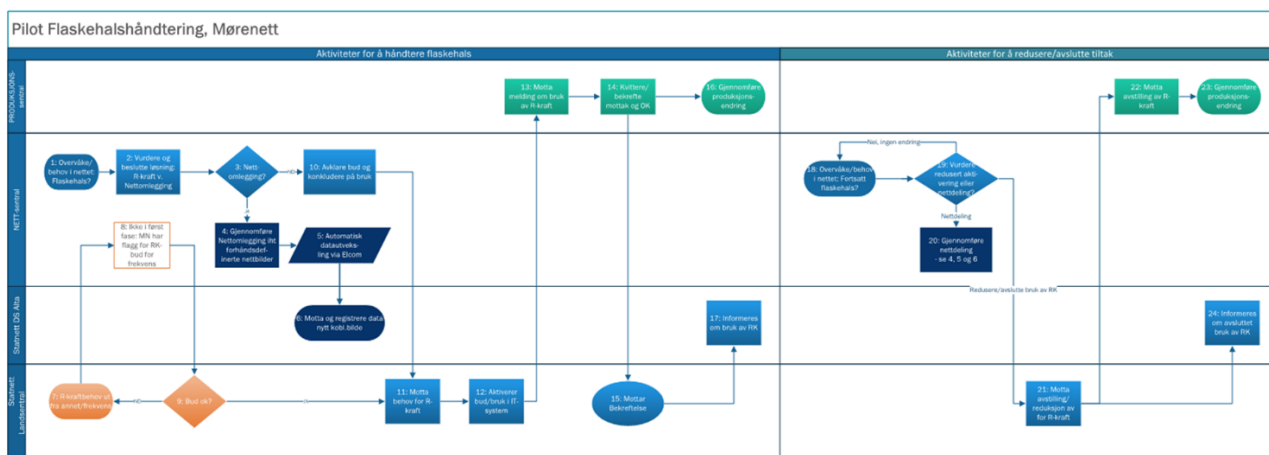 Pilot Flaskehalshåndtering, Mørenett
Aktiviteter for å håndtere flaskehals
Aktiviteter for å redusere/avslutte tiltak
PRODUKSJONS-
sentral
13: Motta
melding om bruk
av R-kraft
14: Kvittere/
bekrefte
mottak og OK
16: Gjennomføre
produksjons-
endring
22: Motta
avstilling av R-
kraft
23: Gjennomføre
produksjons-
endring
NETT-sentral
1: Overvåke/
behov i nettet:
Flaskehals?
2: Vurdere og
beslutte løsning:
R-kraft v.
Nettomlegging
3: Nett-
omlegging?
10: Avklare bud og
konkludere på bruk
4: Gjennomføre
Nettomlegging iht
forhåndsdef-
inerte nettbilder
5: Automatisk
datautveks-
ling via Elcom
8: Ikke i først
fase: MN har
flagg for RK-
bud for
frekvens
Nei, ingen endring
18: Overvåke/behov
i nettet: Fortsatt
flaskehals?
19: Vurdere
redusert akti-
vering eller
nettdeling?
Nettdeling
20: Gjennomføre
nettdeling
- se 4, 5 og 6
Redusere/avslutte bruk av RK
Statnett DS Alta
6: Motta og registrere data
nytt kobl.bilde
17: Informeres
om bruk av RK
24: Informeres
om avsluttet
bruk av RK
Statnett
Landsentral
7: R-kraftbehov ut
fra annet/frekvens
9: Bud ok?
11: Motta
behov for R-
kraft
12: Aktiverer
bud/bruk i IT-
system
15: Mottar
Bekreftelse
21: Motta
avstilling/
reduksjon av
for R-kraft